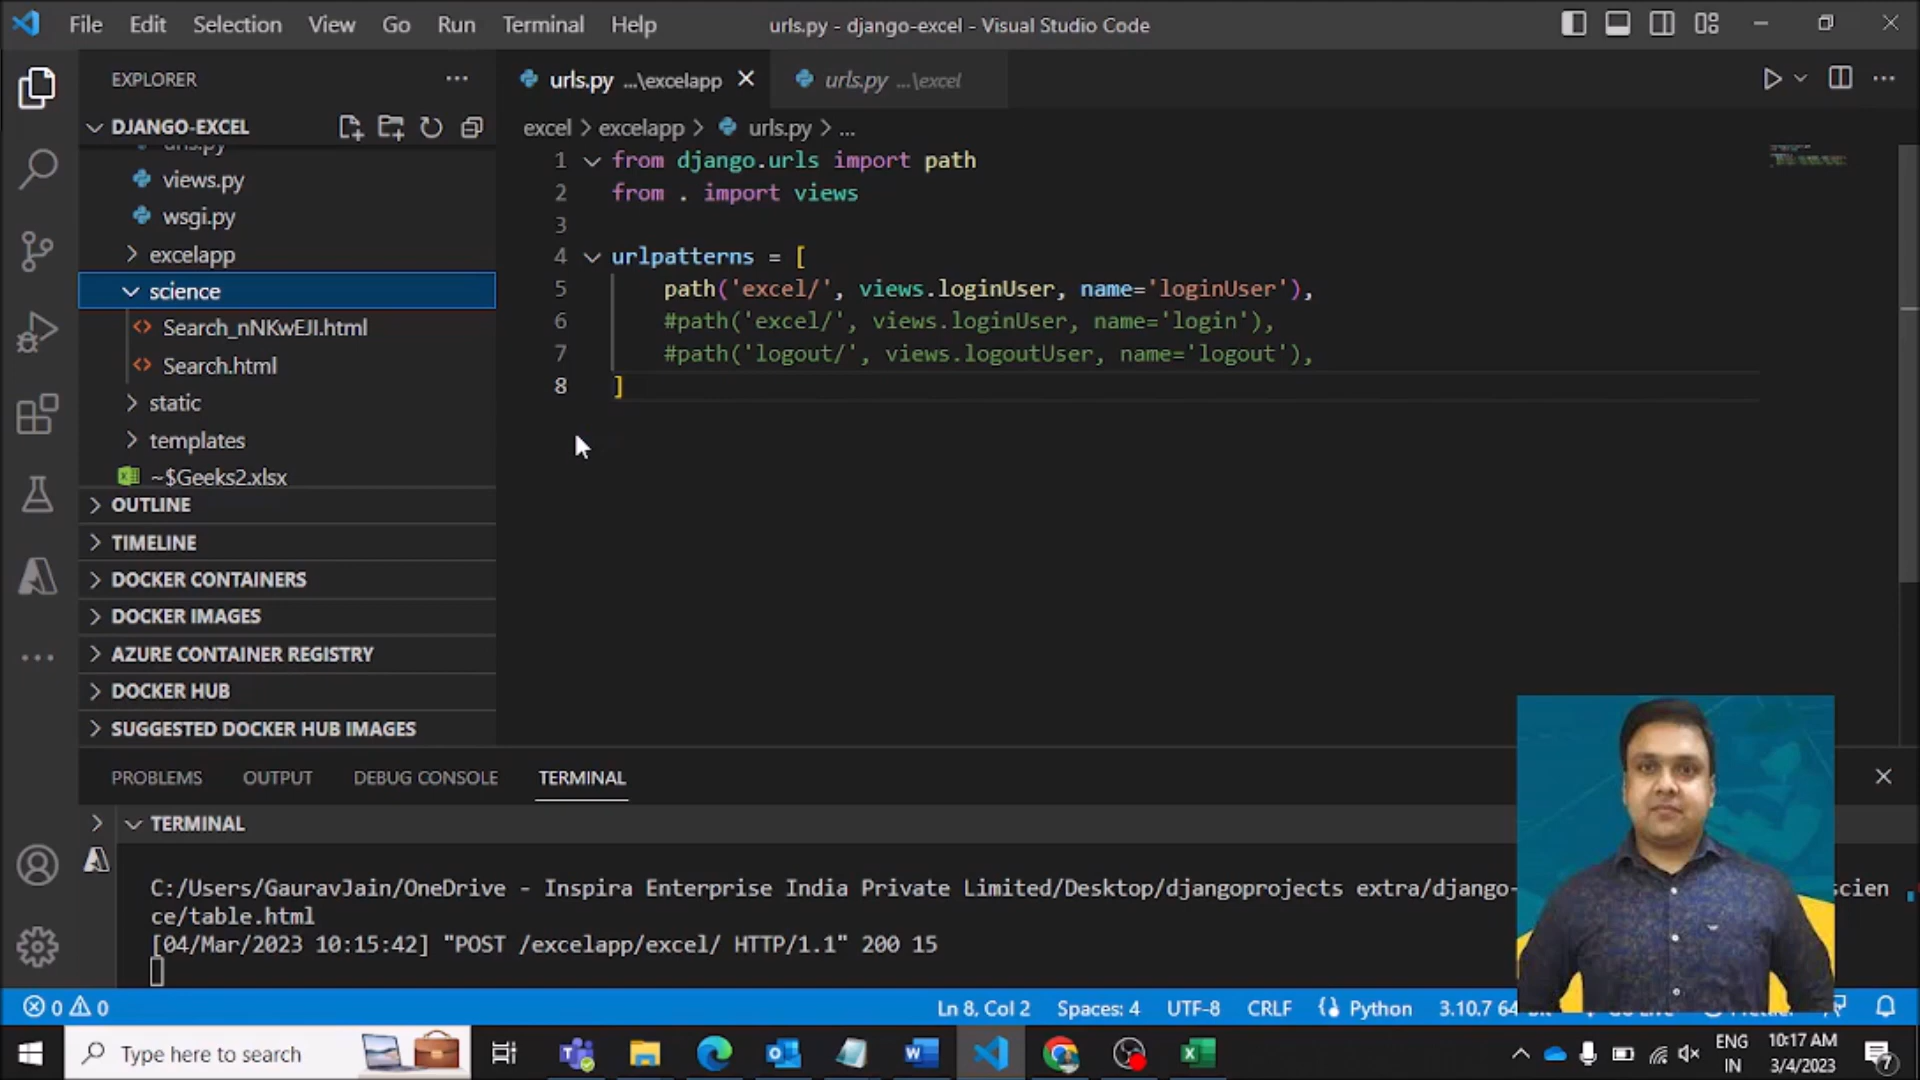 File Edit Selection View Go Run Terminal Help
urls.py - django-excel - Visual Studio Code
EXPLORER
urls.py ...\excelapp
urls.py ...\excel
DJANGO-EXCEL
excel > excelapp > urls.py > ...
urls.py
views.py
wsgi.py
excelapp
science
Search_nNKwEJI.html
Search.html
static
templates
~$Geeks2.xlsx
OUTLINE
TIMELINE
DOCKER CONTAINERS
DOCKER IMAGES
AZURE CONTAINER REGISTRY
DOCKER HUB
SUGGESTED DOCKER HUB IMAGES
1 from django.urls import path
2 from . import views
3
4 urlpatterns = [
5 path('excel/', views.loginUser, name='loginUser'),
6 #path('excel/', views.loginUser, name='login'),
7 #path('logout/', views.logoutUser, name='logout'),
8 ]
PROBLEMS OUTPUT DEBUG CONSOLE TERMINAL
TERMINAL
C:/Users/GauravJain/OneDrive - Inspira Enterprise India Private Limited/Desktop/djangoprojects extra/django- scien
ce/table.html
[04/Mar/2023 10:15:42] "POST /excelapp/excel/ HTTP/1.1" 200 15
0 0
Ln 8, Col 2 Spaces: 4 UTF-8 CRLF Python 3.10.7
Type here to search
ENG
IN
10:17 AM
3/4/2023
7